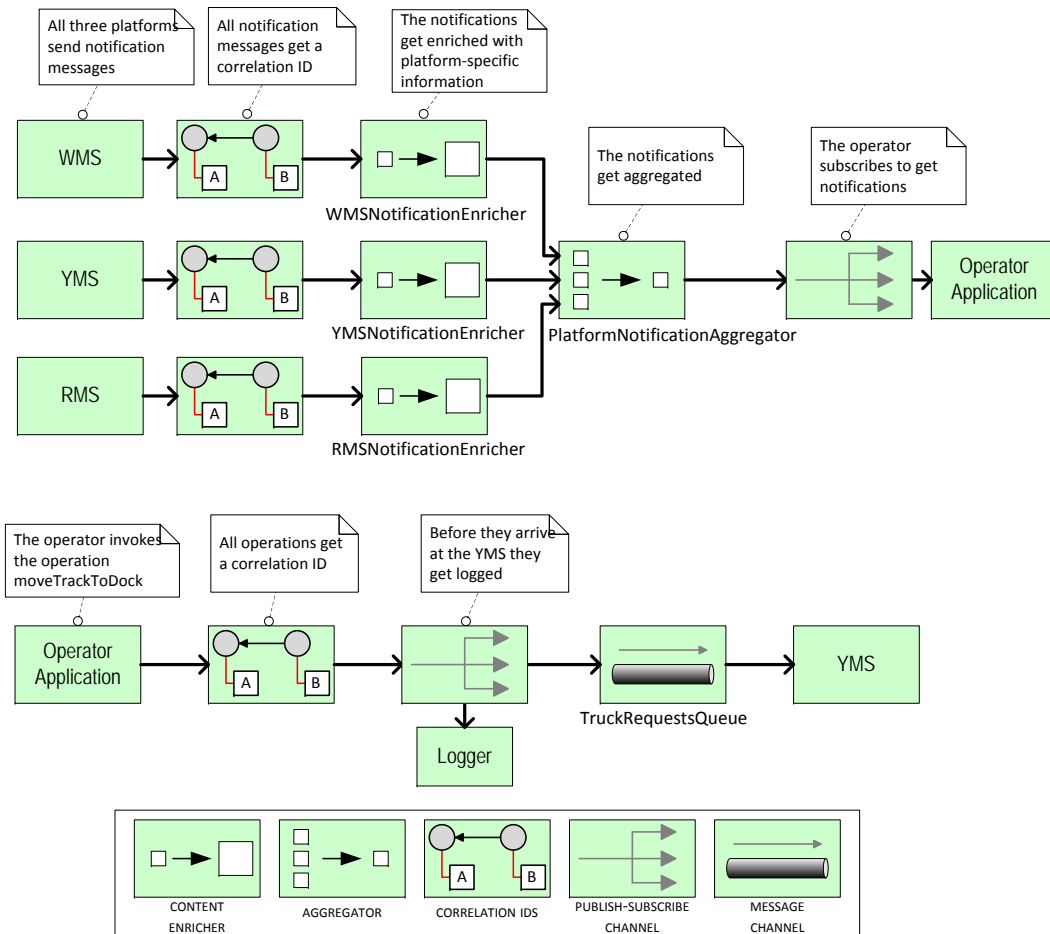 All three platforms
send notification
messages
All notification
messages get a
correlation ID
The notifications
get enriched with
platform-specific
information
The notifications
get aggregated
The operator
subscribes to get
notifications
WMS
A
B
WMSNotificationEnricher
YMS
A
B
YMSNotificationEnricher
PlatformNotificationAggregator
Operator
Application
RMS
A
B
RMSNotificationEnricher
The operator invokes
the operation
moveTrackToDock
All operations get
a correlation ID
Before they arrive
at the YMS they
get logged
Operator
Application
A
B
TruckRequestsQueue
YMS
Logger
A
B
CONTENT
ENRICHER
AGGREGATOR
CORRELATION IDS
PUBLISH-SUBSCRIBE
CHANNEL
MESSAGE
CHANNEL